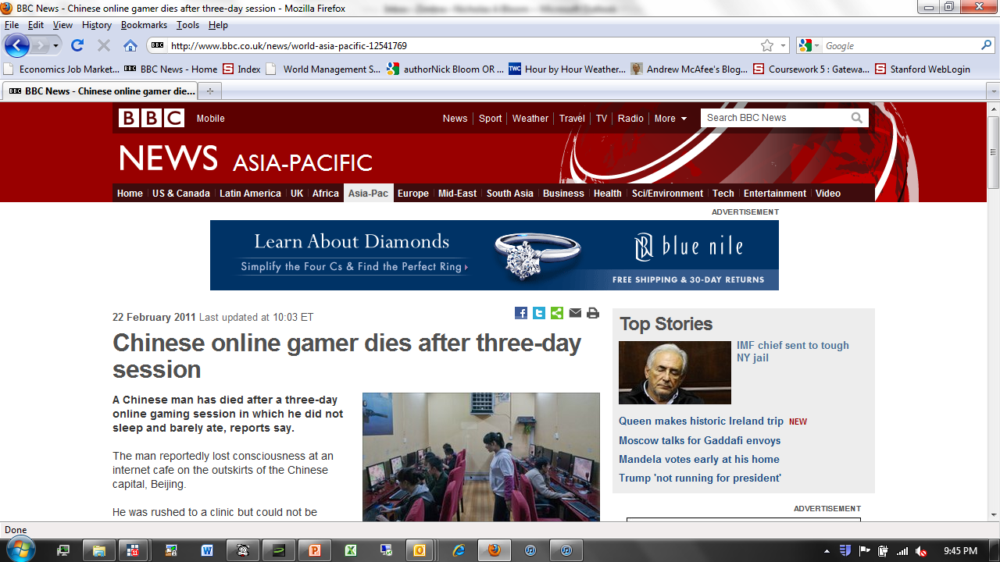 BBC News - Chinese online gamer dies after three-day session - Mozilla Firefox
File Edit View History Bookmarks Tools Help
BBC http://www.bbc.co.uk/news/world-asia-pacific-12541769 Google
Economics Job Market... BBC BBC News - Home S Index World Management S... authorNick Bloom OR ... TWC Hour by Hour Weather... Andrew McAfee's Blog... S Coursework 5 : Gatewa... S Stanford WebLogin
BBC BBC News - Chinese online gamer die...
BBC Mobile News Sport Weather Travel TV Radio More Search BBC News
NEWS ASIA-PACIFIC
Home US & Canada Latin America UK Africa Asia-Pac Europe Mid-East South Asia Business Health Sci/Environment Tech Entertainment Video
ADVERTISEMENT
Learn About Diamonds
Simplify the Four Cs & Find the Perfect Ring
blue nile
FREE SHIPPING & 30-DAY RETURNS
22 February 2011 Last updated at 10:03 ET
Chinese online gamer dies after three-day
session
A Chinese man has died after a three-day
online gaming session in which he did not
sleep and barely ate, reports say.
The man reportedly lost consciousness at an
internet cafe on the outskirts of the Chinese
capital, Beijing.
He was rushed to a clinic but could not be
Top Stories
IMF chief sent to tough
NY jail
Queen makes historic Ireland trip NEW
Moscow talks for Gaddafi envoys
Mandela votes early at his home
Trump 'not running for president'
ADVERTISEMENT
Done
9:45 PM